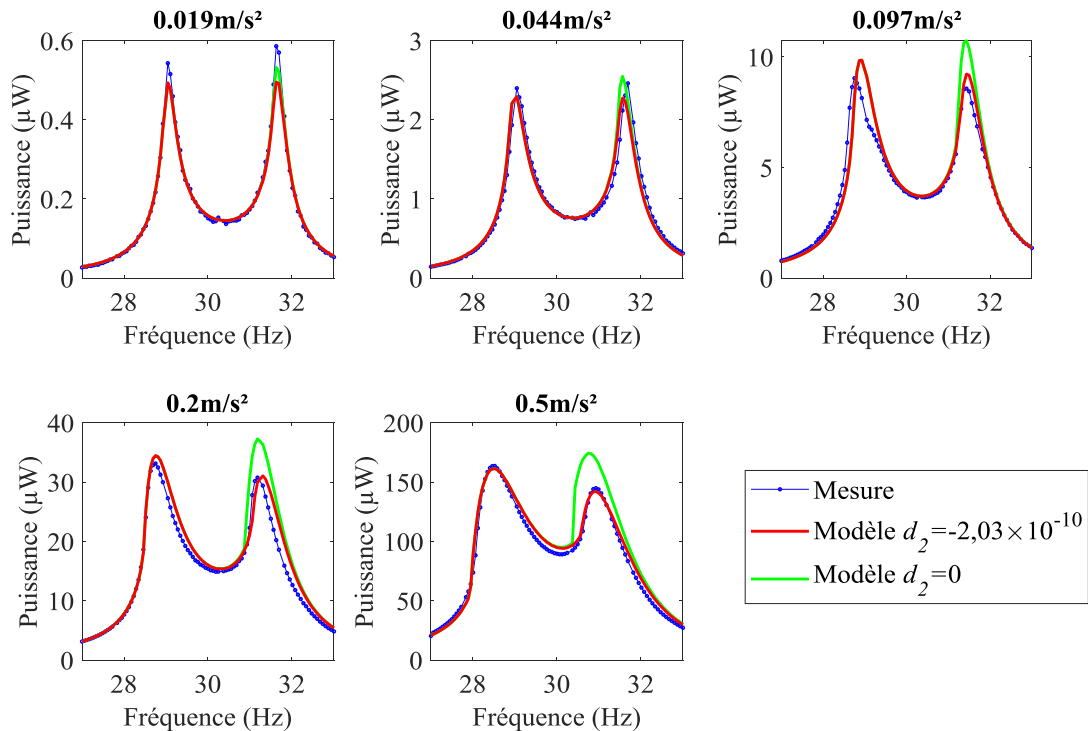 0.019m/s²
0.044m/s²
0.097m/s²
Puissance (µW)
0.6
0.4
0.2
0
28 30 32
Fréquence (Hz)
Puissance (µW)
3
2
1
0
28 30 32
Fréquence (Hz)
Puissance (µW)
10
5
0
28 30 32
Fréquence (Hz)
0.2m/s²
0.5m/s²
Puissance (µW)
40
30
20
10
0
28 30 32
Fréquence (Hz)
Puissance (µW)
200
150
100
50
0
28 30 32
Fréquence (Hz)
Mesure
Modèle d₂=-2,03×10⁻¹⁰
Modèle d₂=0